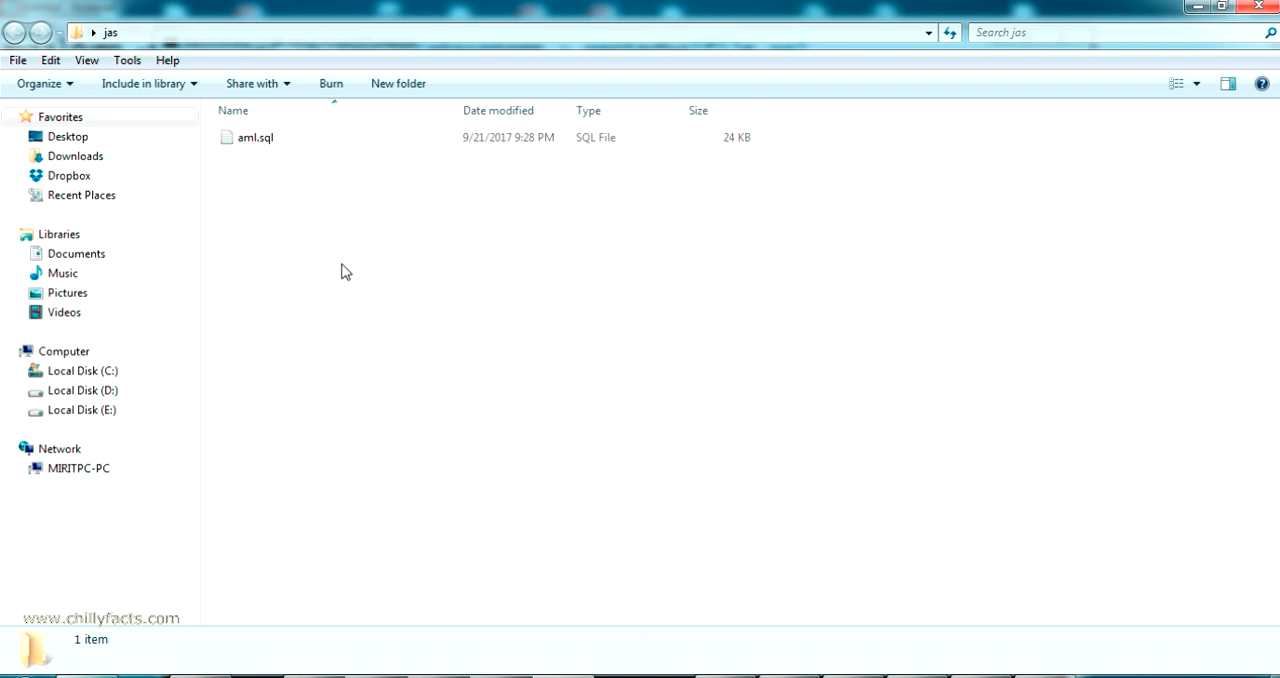 jas
Search jas
File Edit View Tools Help
Organize Include in library Share with Burn New folder
Name Date modified Type Size
aml.sql 9/21/2017 9:28 PM SQL File 24 KB
Favorites
Desktop
Downloads
Dropbox
Recent Places
Libraries
Documents
Music
Pictures
Videos
Computer
Local Disk (C:)
Local Disk (D:)
Local Disk (E:)
Network
MIRITPC-PC
www.chillyfacts.com
1 item